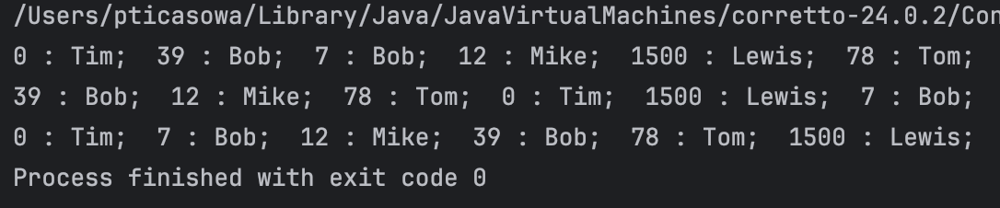 /Users/pticasowa/Library/Java/JavaVirtualMachines/corretto-24.0.2/Con
0 : Tim;  39 : Bob;  7 : Bob;  12 : Mike;  1500 : Lewis;  78 : Tom;
39 : Bob;  12 : Mike;  78 : Tom;  0 : Tim;  1500 : Lewis;  7 : Bob;
0 : Tim;  7 : Bob;  12 : Mike;  39 : Bob;  78 : Tom;  1500 : Lewis;
Process finished with exit code 0